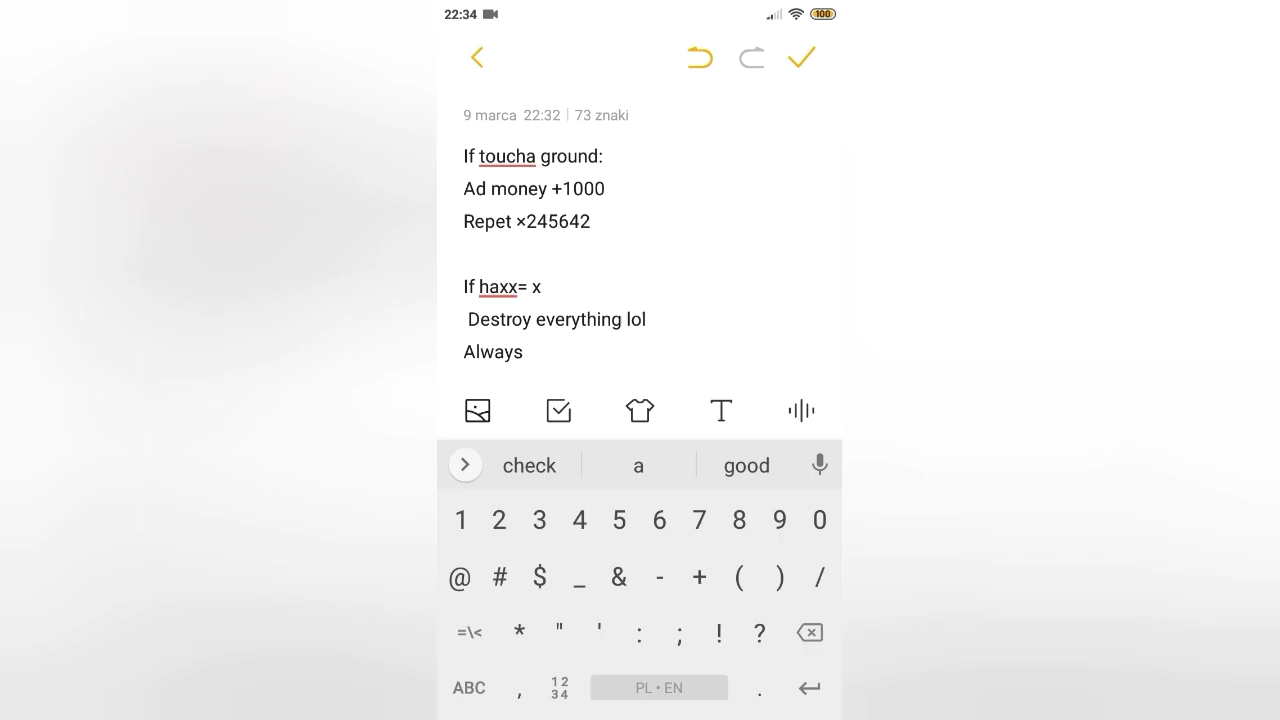 22:34 100
9 marca 22:32 | 73 znaki
If toucha ground:
Ad money +1000
Repet ×245642
If haxx= x
Destroy everything lol
Always
check a good
1 2 3 4 5 6 7 8 9 0
@ # $ _ & - + ( ) /
=\< * " ' : ; ! ?
ABC , 12 34 PL • EN .